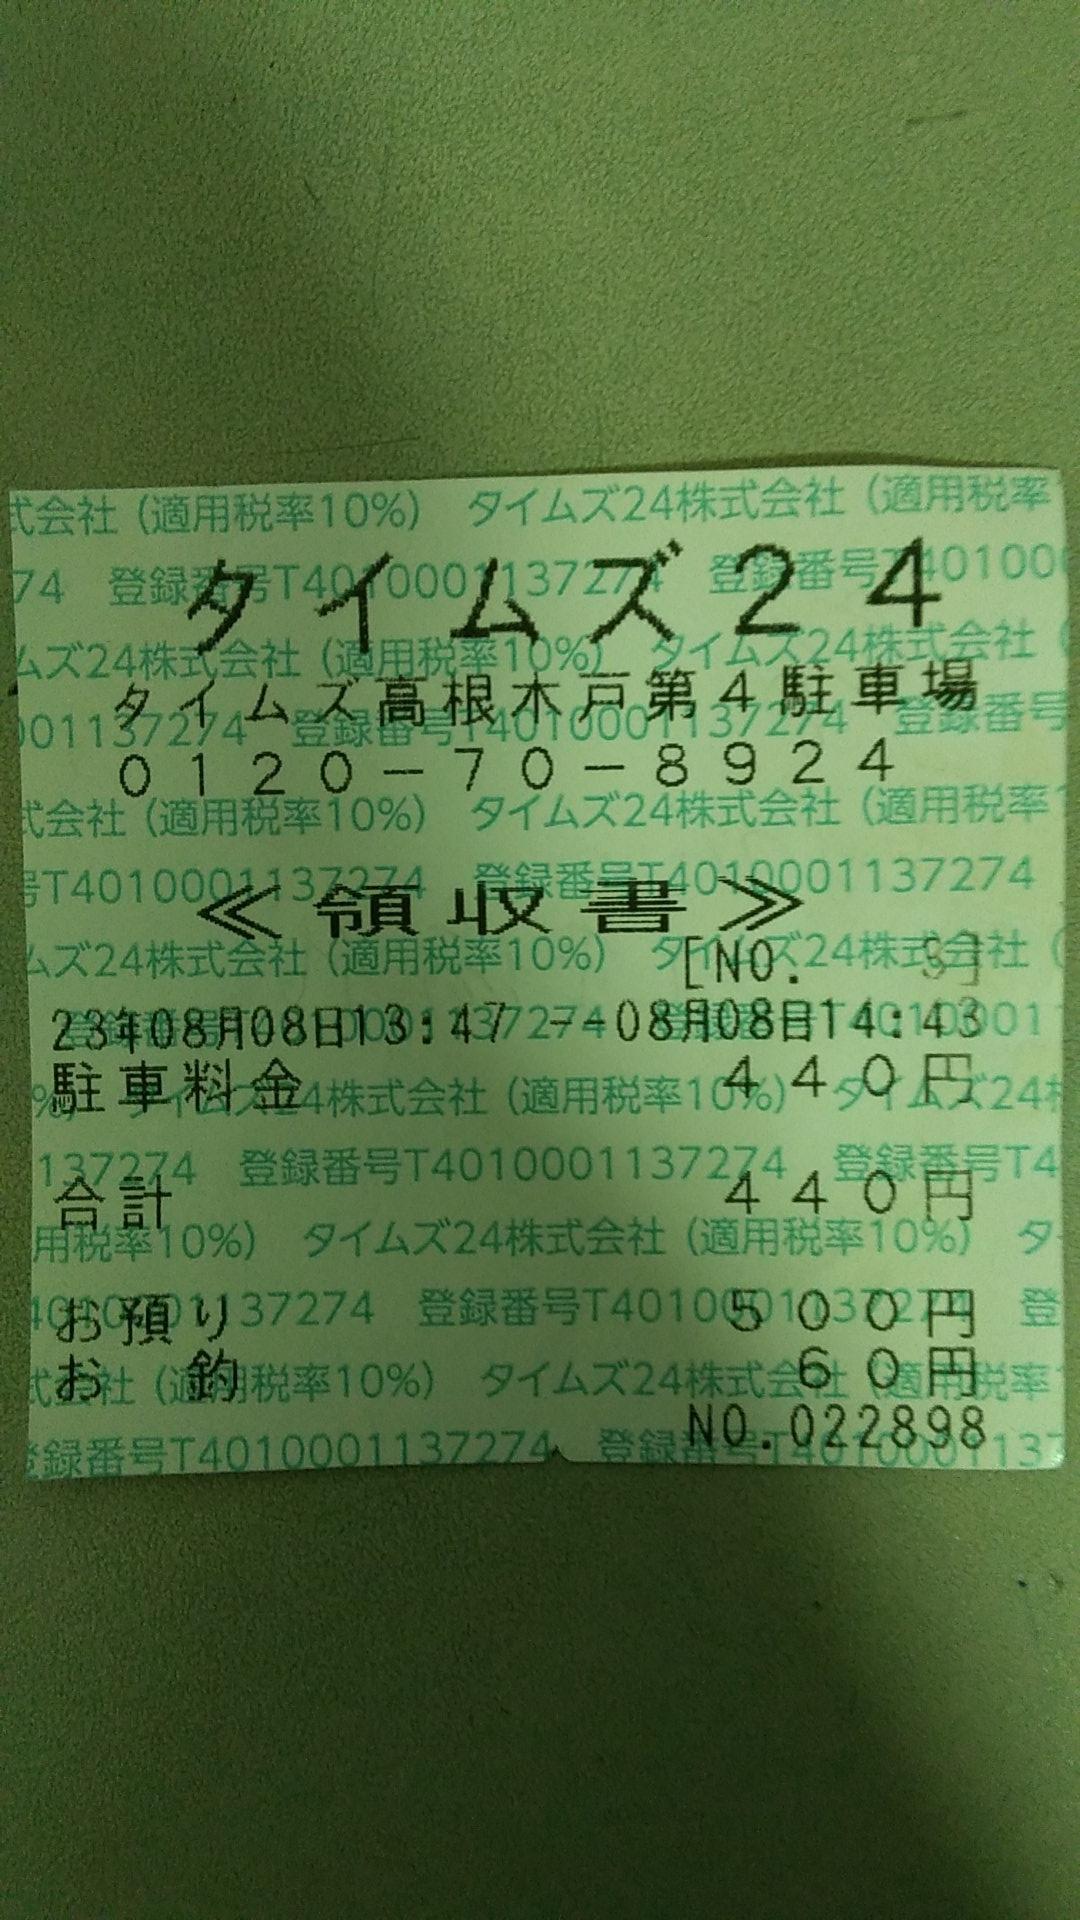 タイムズ24
タイムズ高根木戸第4駐車場
0120-70-8924
≪領収書≫
[NO. 5]
23年08月08日13:47 --08月08日14:43
駐車料金 440円
合計 440円
お預り 500円
お 釣 60円
NO.022898
式会社(適用税率10%) タイムズ24株式会社(適用税率
74 登録番号T4010001137274 登録番号T401000
ムズ24株式会社(適用税率10%) タイムズ24株式会社(
001137274 登録番号T4010001137274 登録番号
式会社(適用税率10%) タイムズ24株式会社(適用税率1
号T4010001137274 登録番号T4010001137274
ムズ24株式会社(適用税率10%) タイムズ24株式会社(
%) タイムズ24株式会社(適用税率10%) タイムズ24株
137274 登録番号T4010001137274 登録番号T4
用税率10%) タイムズ24株式会社(適用税率10%) タ
4010001137274 登録番号T4010001137274 登
式会社(適用税率10%) タイムズ24株式会社(適用税率1
登録番号T4010001137274 登録番号T4010001137